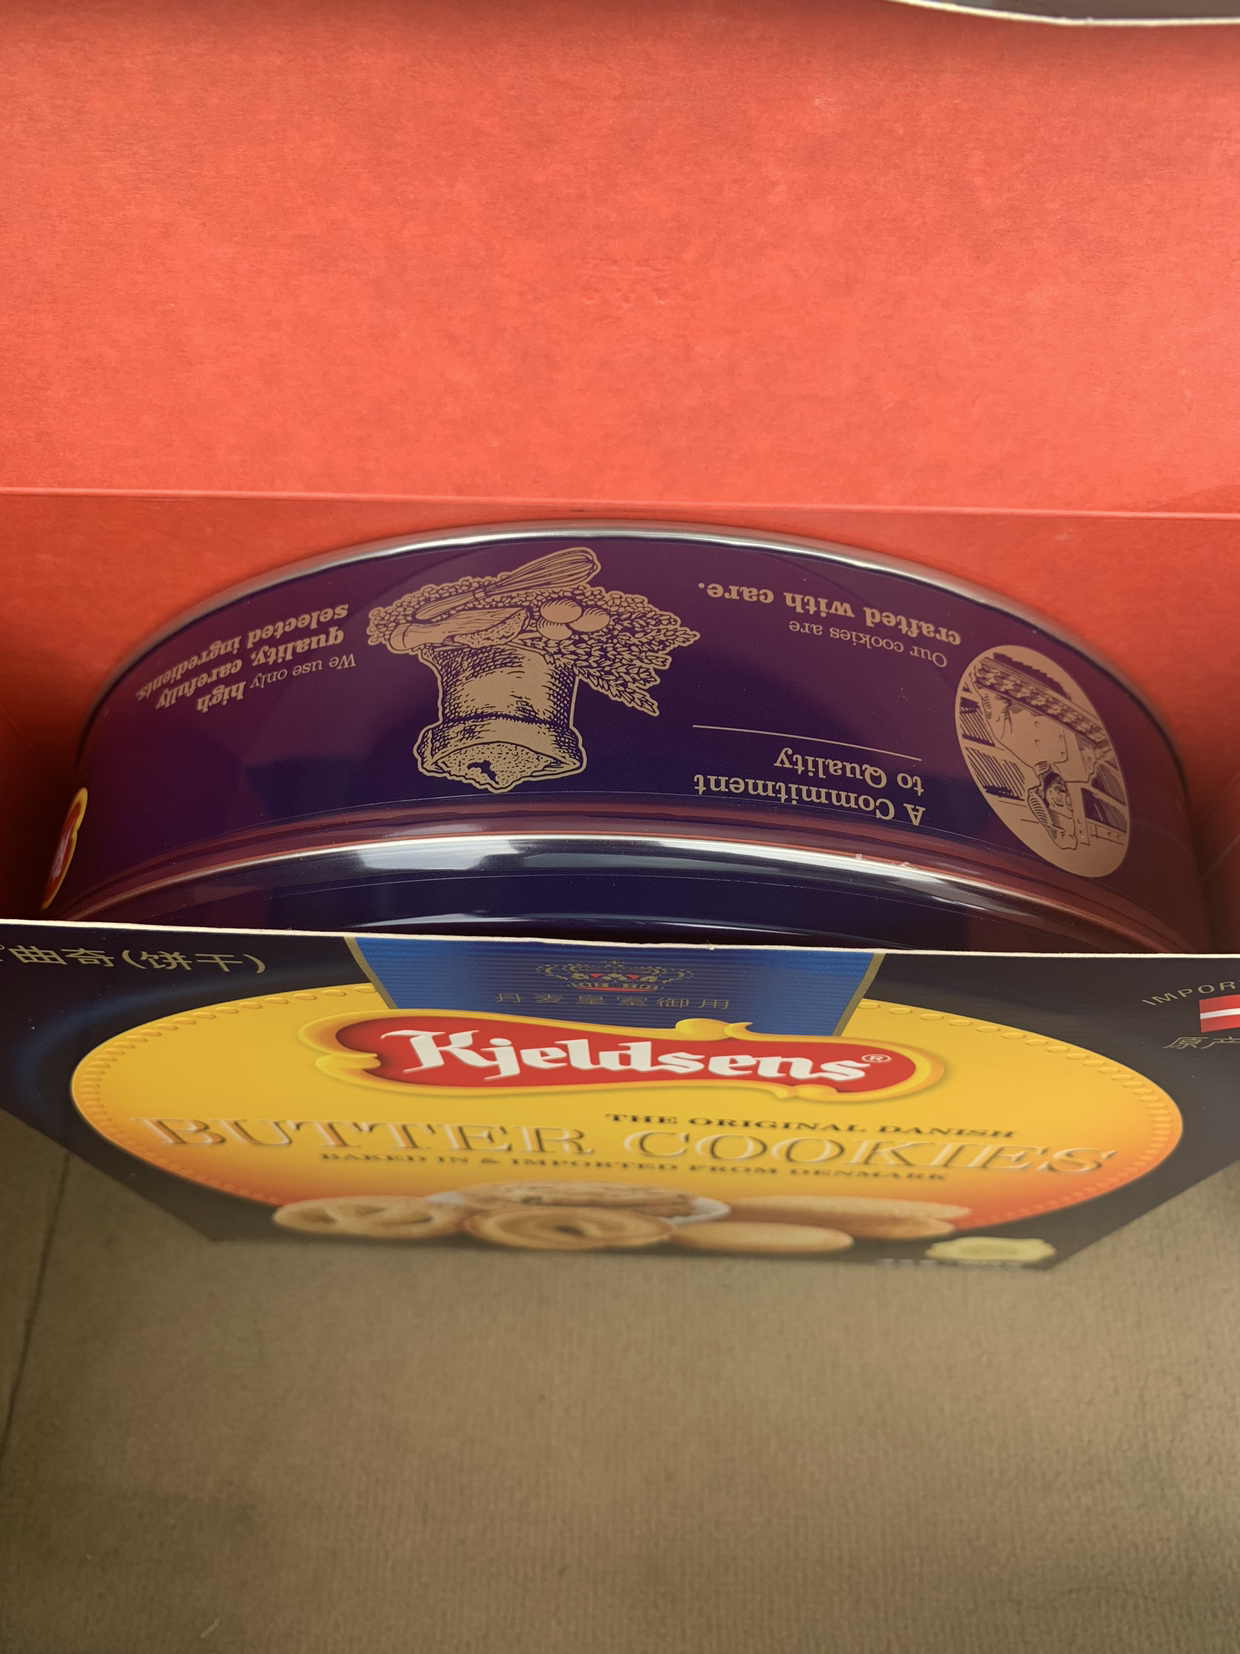 We use only
high
quality, carefully
selected ingredients.
A Commitment
to Quality
Our cookies are
crafted with care.
曲奇(饼干)
丹麦皇室御用
Kjeldsens®
THE ORIGINAL DANISH
BUTTER COOKIES
BAKED IN & IMPORTED FROM DENMARK
原产